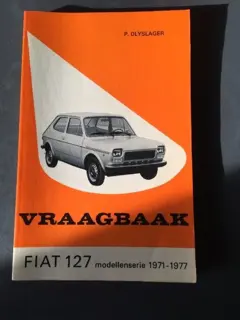 P. OLYSLAGER
VRAAGBAAK
FIAT 127 modellenserie 1971-1977